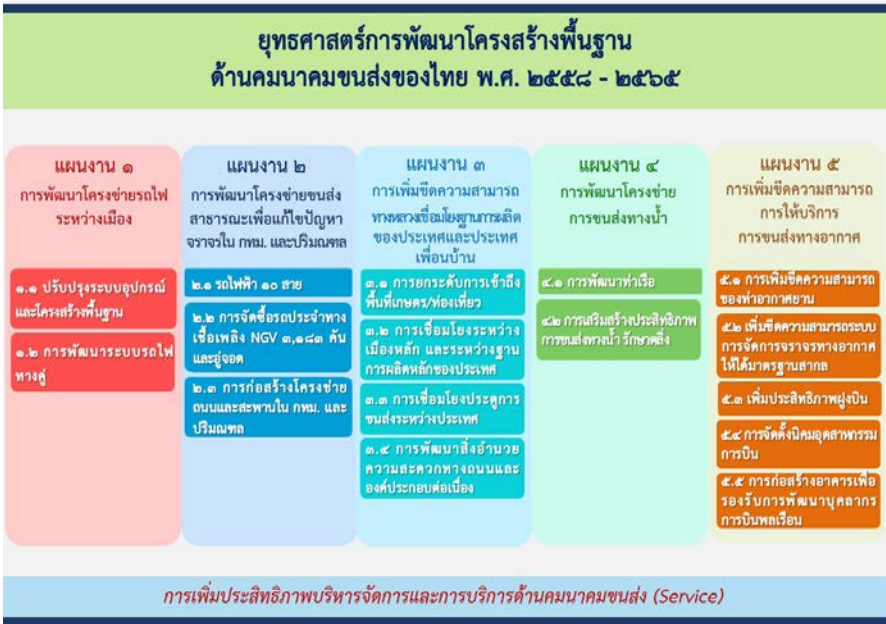 ยุทธศาสตร์การพัฒนาโครงสร้างพื้นฐาน
ด้านคมนาคมขนส่งของไทย พ.ศ. ๒๕๕๘ - ๒๕๖๕
แผนงาน ๑
การพัฒนาโครงข่ายรถไฟ
ระหว่างเมือง
๑.๑ ปรับปรุงระบบอุปกรณ์
และโครงสร้างพื้นฐาน
๑.๒ การพัฒนาระบบรถไฟ
ทางคู่
แผนงาน ๒
การพัฒนาโครงข่ายขนส่ง
สาธารณะเพื่อแก้ไขปัญหา
จราจรใน กทม. และปริมณฑล
๒.๑ รถไฟฟ้า ๑๐ สาย
๒.๒ การจัดซื้อรถประจำทาง
เชื้อเพลิง NGV ๓,๑๘๓ คัน
และอู่จอด
๒.๓ การก่อสร้างโครงข่าย
ถนนและสะพานใน กทม. และ
ปริมณฑล
แผนงาน ๓
การเพิ่มขีดความสามารถ
ทางหลวงเชื่อมโยงฐานการผลิต
ของประเทศและประเทศ
เพื่อนบ้าน
๓.๑ การยกระดับการเข้าถึง
พื้นที่เกษตร/ท่องเที่ยว
๓.๒ การเชื่อมโยงระหว่าง
เมืองหลัก และระหว่างฐาน
การผลิตหลักของประเทศ
๓.๓ การเชื่อมโยงประตูการ
ขนส่งระหว่างประเทศ
๓.๔ การพัฒนาสิ่งอำนวย
ความสะดวกทางถนนและ
องค์ประกอบต่อเนื่อง
แผนงาน ๔
การพัฒนาโครงข่าย
การขนส่งทางน้ำ
๔.๑ การพัฒนาท่าเรือ
๔.๒ การเสริมสร้างประสิทธิภาพ
การขนส่งทางน้ำ รักษาตลิ่ง
แผนงาน ๕
การเพิ่มขีดความสามารถ
การให้บริการ
การขนส่งทางอากาศ
๕.๑ การเพิ่มขีดความสามารถ
ของท่าอากาศยาน
๕.๒ เพิ่มขีดความสามารถระบบ
การจัดการจราจรทางอากาศ
ให้ได้มาตรฐานสากล
๕.๓ เพิ่มประสิทธิภาพฝูงบิน
๕.๔ การจัดตั้งนิคมอุตสาหกรรม
การบิน
๕.๕ การก่อสร้างอาคารเพื่อ
รองรับการพัฒนาบุคลากร
การบินพลเรือน
การเพิ่มประสิทธิภาพบริหารจัดการและการบริการด้านคมนาคมขนส่ง (Service)